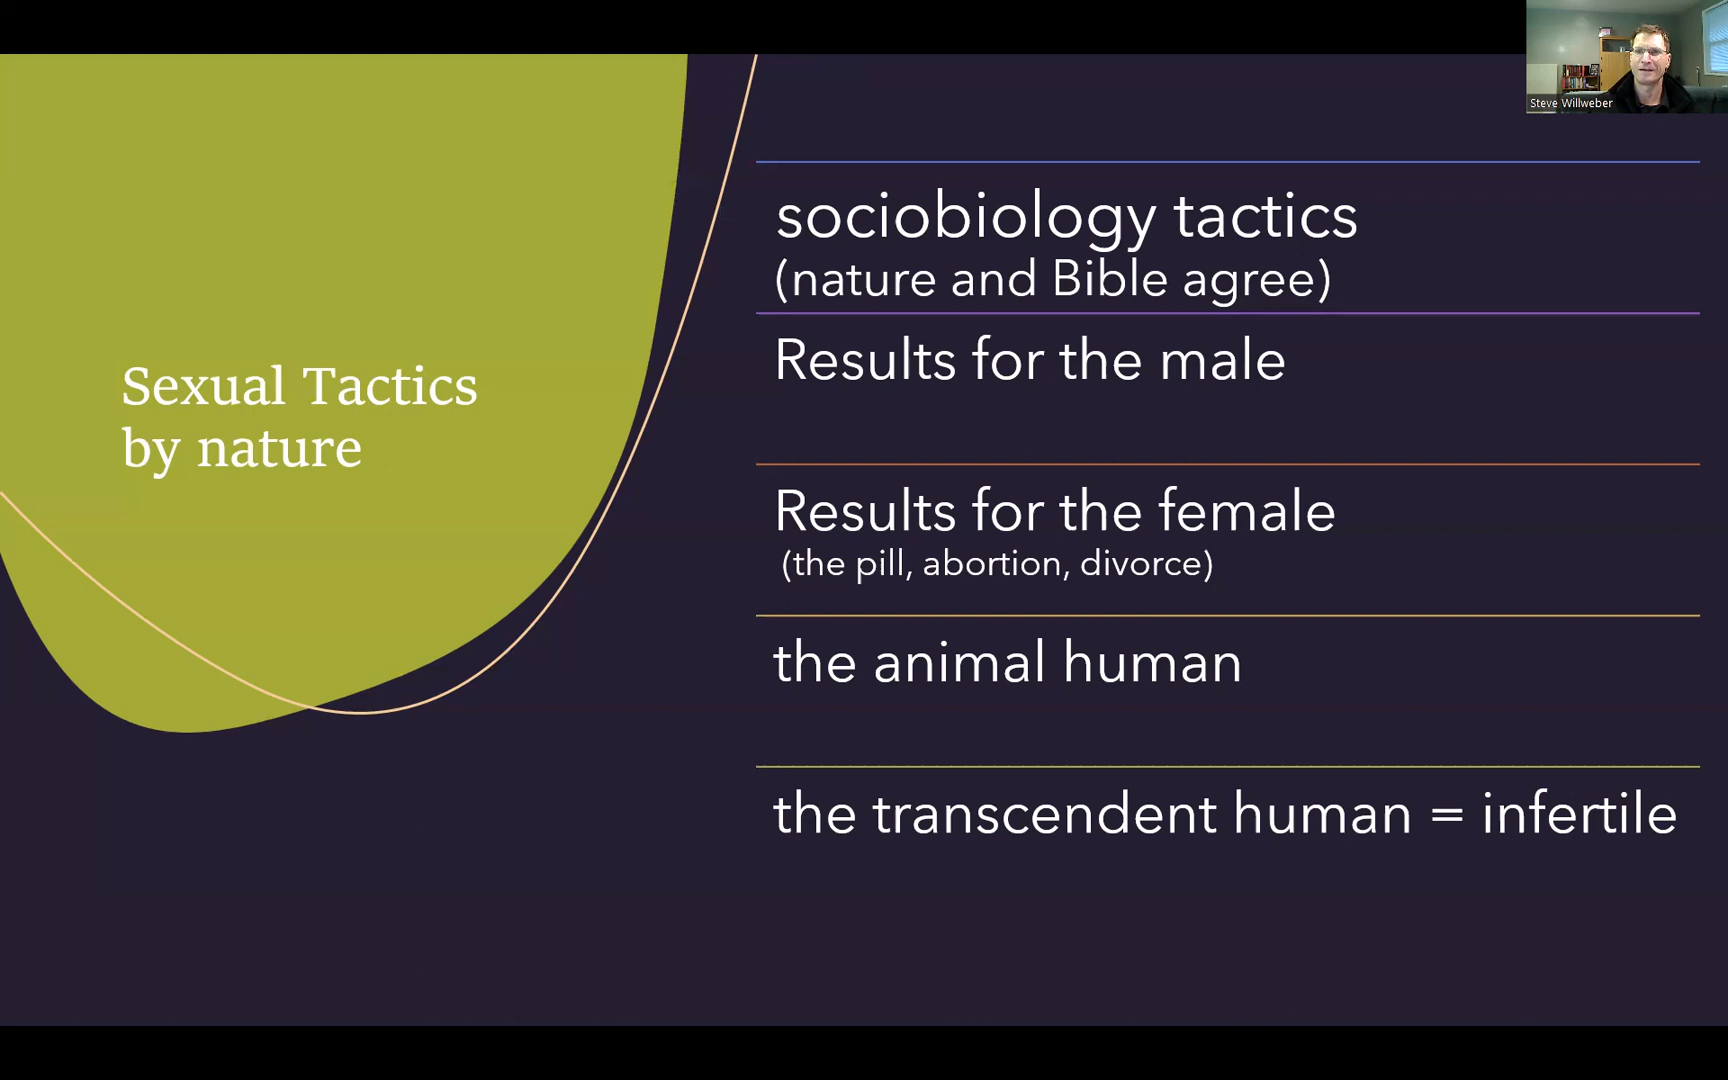 Steve Willweber
Sexual Tactics
by nature
sociobiology tactics
(nature and Bible agree)
Results for the male
Results for the female
(the pill, abortion, divorce)
the animal human
the transcendent human = infertile